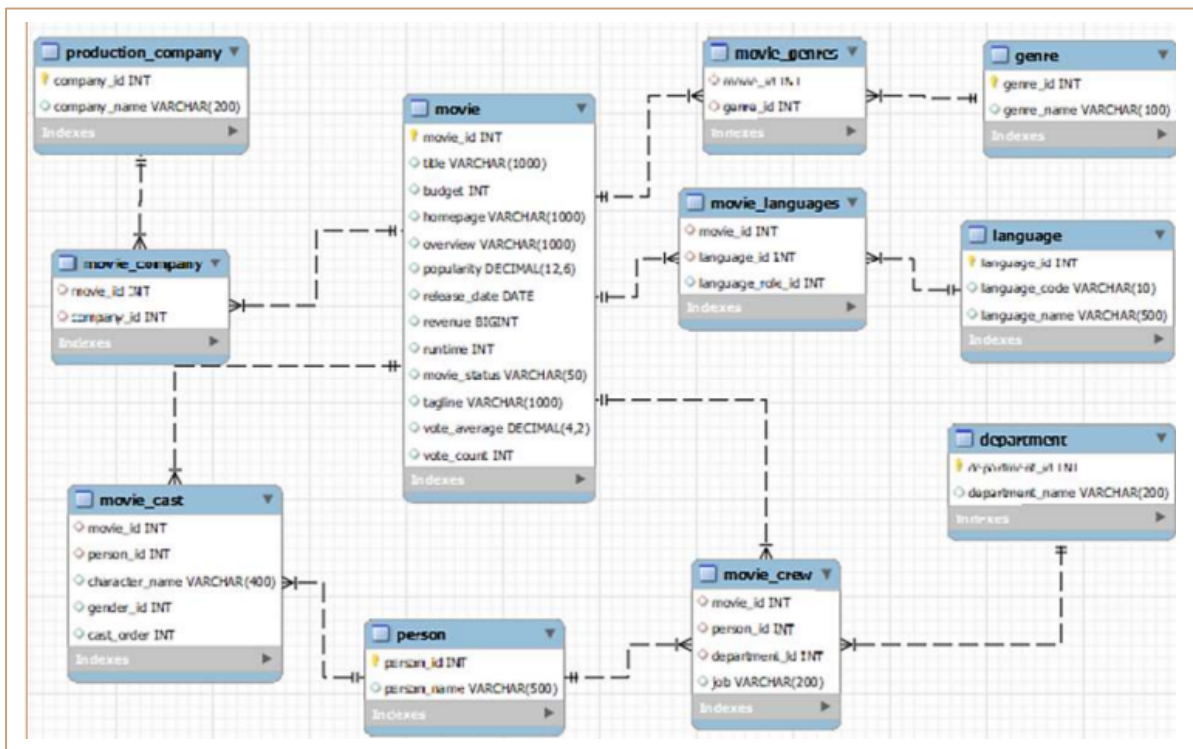 production_company
company_id INT
company_name VARCHAR(200)
Indexes
movie_company
movie_id INT
company_id INT
Indexes
movie_cast
movie_id INT
person_id INT
character_name VARCHAR(400)
gender_id INT
cast_order INT
Indexes
movie
movie_id INT
title VARCHAR(1000)
budget INT
homepage VARCHAR(1000)
overview VARCHAR(1000)
popularity DECIMAL(12,6)
release_date DATE
revenue BIGINT
runtime INT
movie_status VARCHAR(50)
tagline VARCHAR(1000)
vote_average DECIMAL(4,2)
vote_count INT
Indexes
person
person_id INT
person_name VARCHAR(500)
Indexes
movie_genres
movie_id INT
genre_id INT
Indexes
movie_languages
movie_id INT
language_id INT
language_role_id INT
Indexes
movie_crew
movie_id INT
person_id INT
department_id INT
job VARCHAR(200)
Indexes
genre
genre_id INT
genre_name VARCHAR(100)
Indexes
language
language_id INT
language_code VARCHAR(10)
language_name VARCHAR(500)
Indexes
department
department_id INT
department_name VARCHAR(200)
Indexes